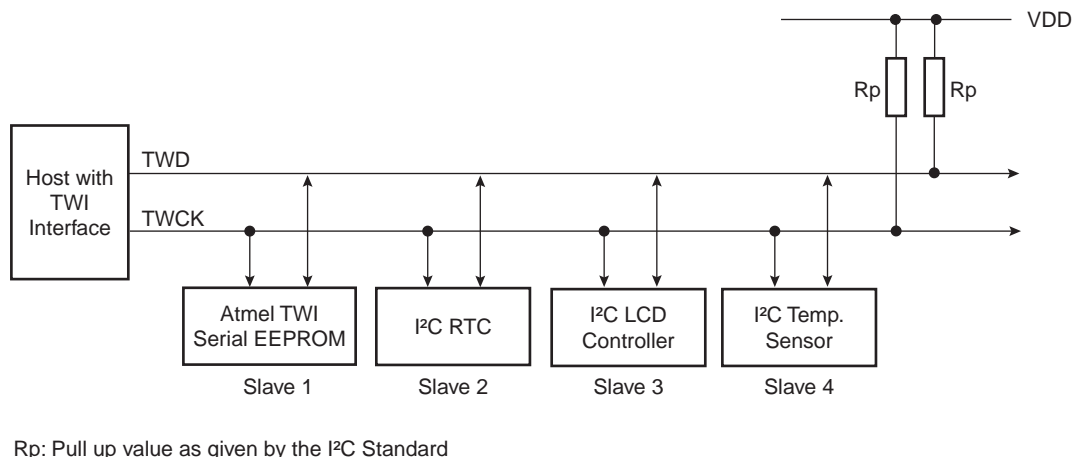 VDD
Rp
Rp
Host with
TWI
Interface
TWD
TWCK
Atmel TWI
Serial EEPROM
I²C RTC
I²C LCD
Controller
I²C Temp.
Sensor
Slave 1
Slave 2
Slave 3
Slave 4
Rp: Pull up value as given by the I²C Standard